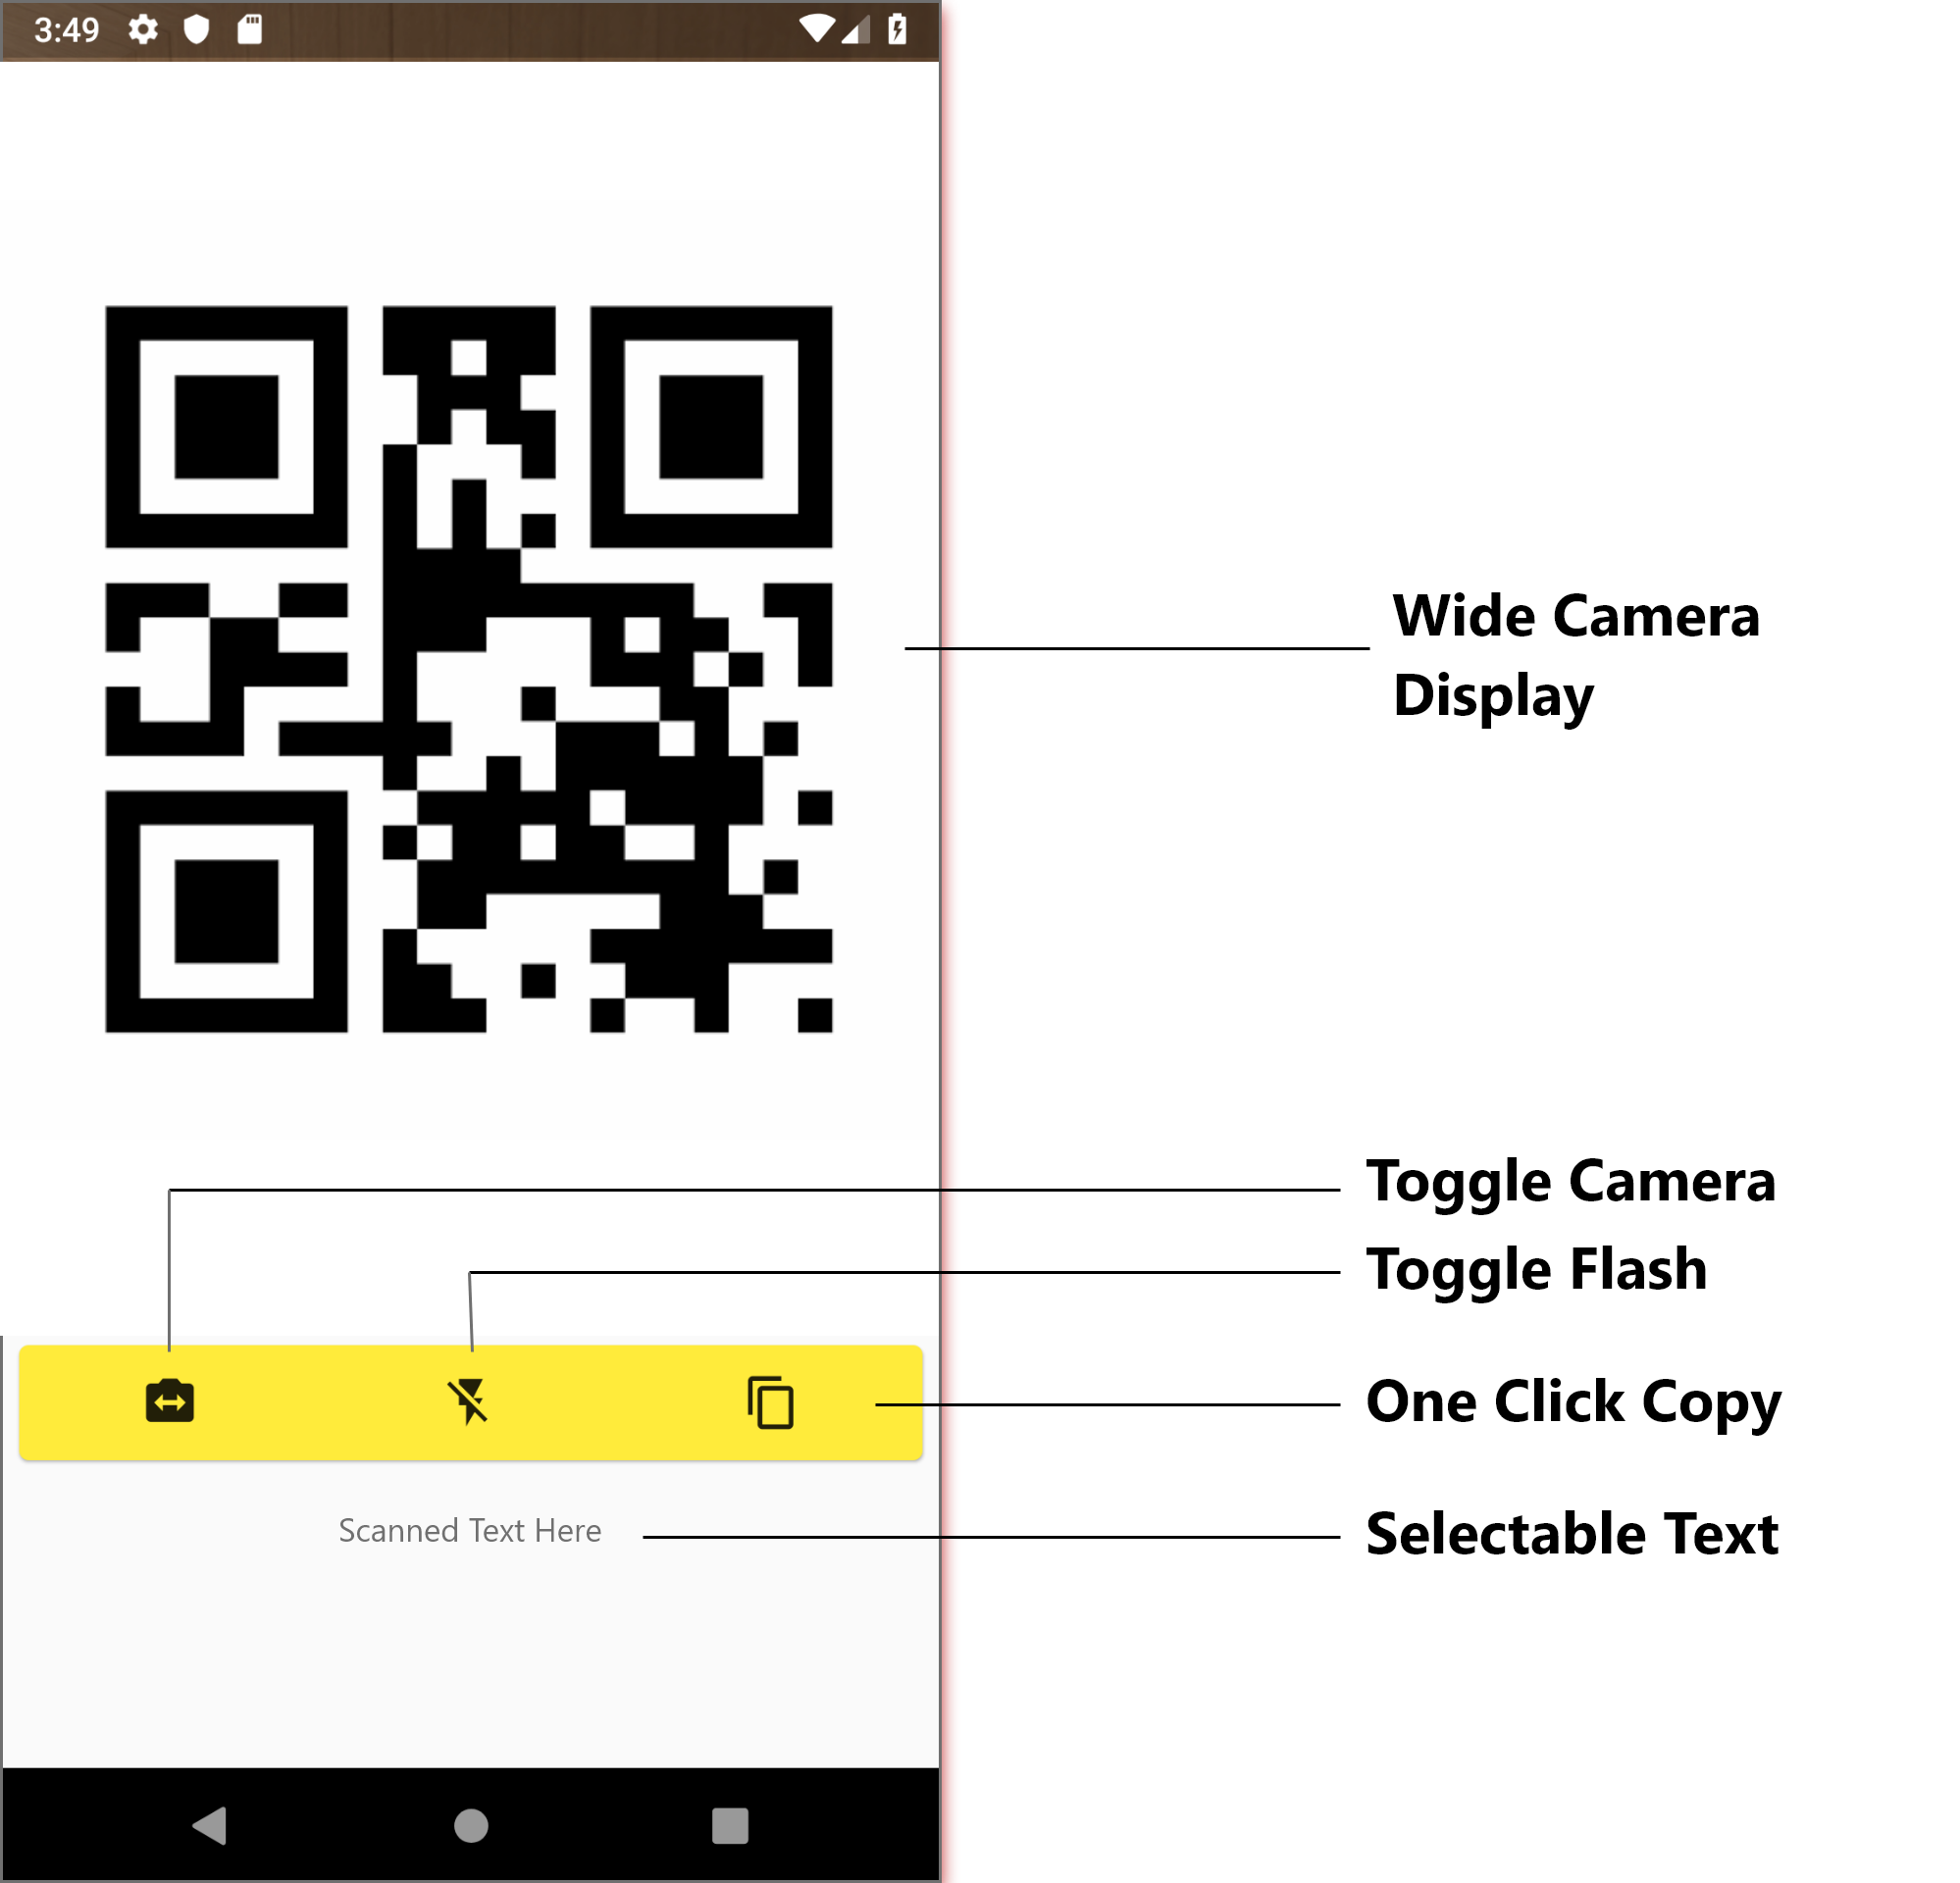 3:49
Wide Camera
Display
Toggle Camera
Toggle Flash
One Click Copy
Scanned Text Here
Selectable Text